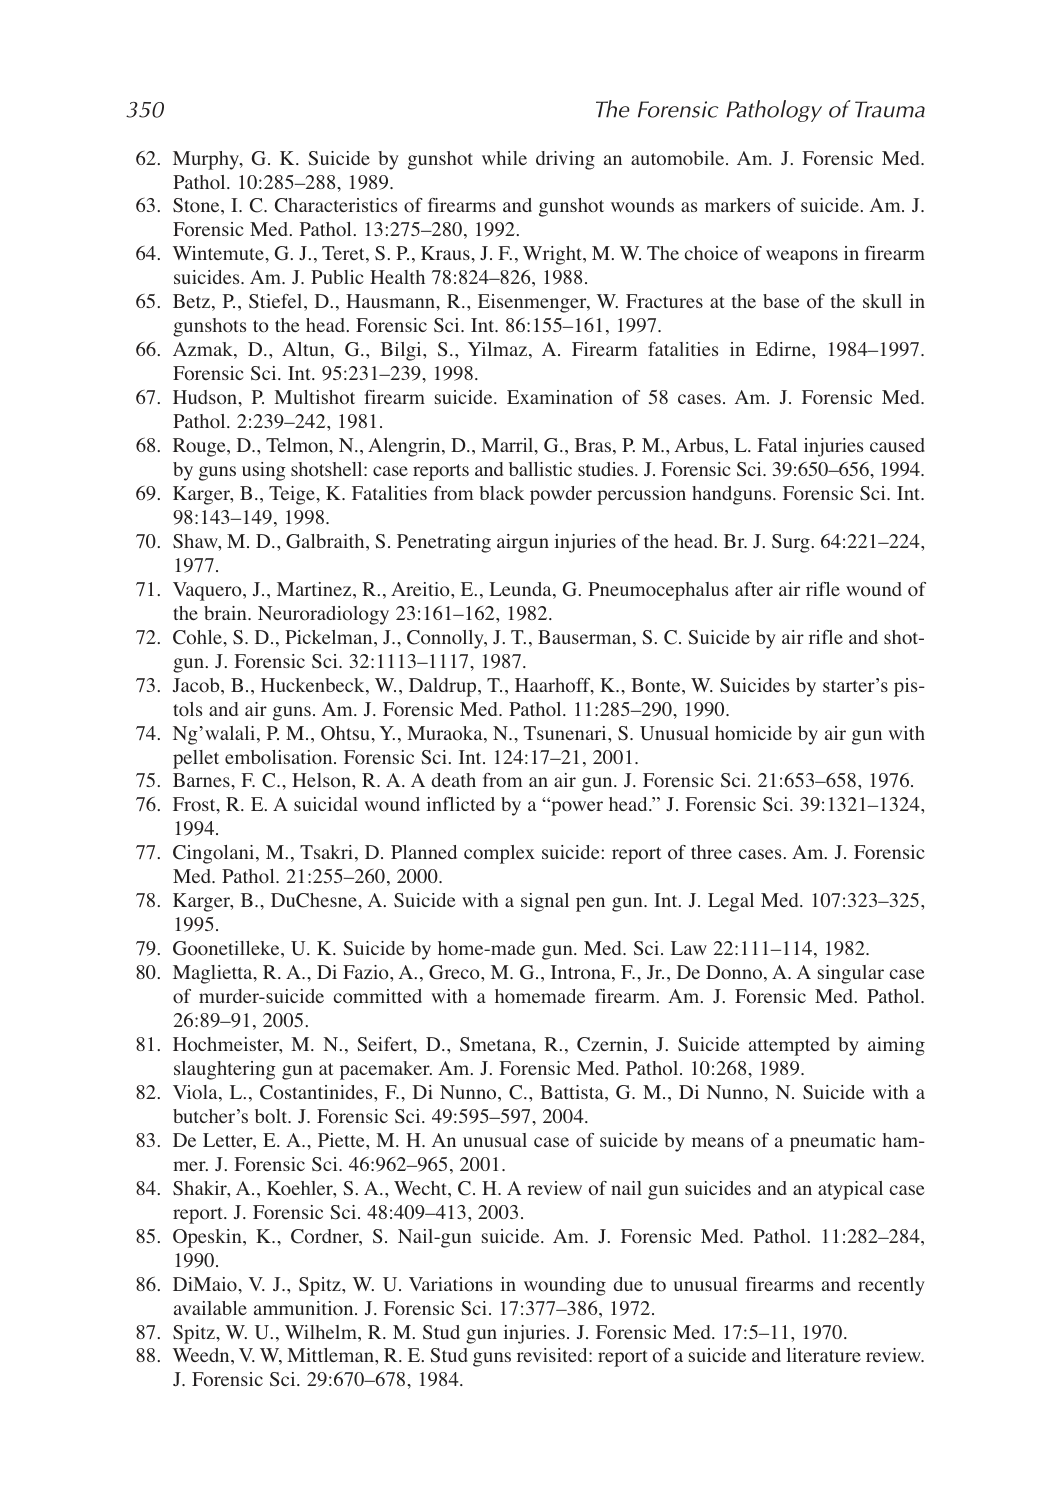 350
The Forensic Pathology of Trauma
62. Murphy, G. K. Suicide by gunshot while driving an automobile. Am. J. Forensic Med.
Pathol. 10:285–288, 1989.
63. Stone, I. C. Characteristics of firearms and gunshot wounds as markers of suicide. Am. J.
Forensic Med. Pathol. 13:275–280, 1992.
64. Wintemute, G. J., Teret, S. P., Kraus, J. F., Wright, M. W. The choice of weapons in firearm
suicides. Am. J. Public Health 78:824–826, 1988.
65. Betz, P., Stiefel, D., Hausmann, R., Eisenmenger, W. Fractures at the base of the skull in
gunshots to the head. Forensic Sci. Int. 86:155–161, 1997.
66. Azmak, D., Altun, G., Bilgi, S., Yilmaz, A. Firearm fatalities in Edirne, 1984–1997.
Forensic Sci. Int. 95:231–239, 1998.
67. Hudson, P. Multishot firearm suicide. Examination of 58 cases. Am. J. Forensic Med.
Pathol. 2:239–242, 1981.
68. Rouge, D., Telmon, N., Alengrin, D., Marril, G., Bras, P. M., Arbus, L. Fatal injuries caused
by guns using shotshell: case reports and ballistic studies. J. Forensic Sci. 39:650–656, 1994.
69. Karger, B., Teige, K. Fatalities from black powder percussion handguns. Forensic Sci. Int.
98:143–149, 1998.
70. Shaw, M. D., Galbraith, S. Penetrating airgun injuries of the head. Br. J. Surg. 64:221–224,
1977.
71. Vaquero, J., Martinez, R., Areitio, E., Leunda, G. Pneumocephalus after air rifle wound of
the brain. Neuroradiology 23:161–162, 1982.
72. Cohle, S. D., Pickelman, J., Connolly, J. T., Bauserman, S. C. Suicide by air rifle and shot-
gun. J. Forensic Sci. 32:1113–1117, 1987.
73. Jacob, B., Huckenbeck, W., Daldrup, T., Haarhoff, K., Bonte, W. Suicides by starter's pis-
tols and air guns. Am. J. Forensic Med. Pathol. 11:285–290, 1990.
74. Ng'walali, P. M., Ohtsu, Y., Muraoka, N., Tsunenari, S. Unusual homicide by air gun with
pellet embolisation. Forensic Sci. Int. 124:17–21, 2001.
75. Barnes, F. C., Helson, R. A. A death from an air gun. J. Forensic Sci. 21:653–658, 1976.
76. Frost, R. E. A suicidal wound inflicted by a “power head.” J. Forensic Sci. 39:1321–1324,
1994.
77. Cingolani, M., Tsakri, D. Planned complex suicide: report of three cases. Am. J. Forensic
Med. Pathol. 21:255–260, 2000.
78. Karger, B., DuChesne, A. Suicide with a signal pen gun. Int. J. Legal Med. 107:323–325,
1995.
79. Goonetilleke, U. K. Suicide by home-made gun. Med. Sci. Law 22:111–114, 1982.
80. Maglietta, R. A., Di Fazio, A., Greco, M. G., Introna, F., Jr., De Donno, A. A singular case
of murder-suicide committed with a homemade firearm. Am. J. Forensic Med. Pathol.
26:89–91, 2005.
81. Hochmeister, M. N., Seifert, D., Smetana, R., Czernin, J. Suicide attempted by aiming
slaughtering gun at pacemaker. Am. J. Forensic Med. Pathol. 10:268, 1989.
82. Viola, L., Costantinides, F., Di Nunno, C., Battista, G. M., Di Nunno, N. Suicide with a
butcher's bolt. J. Forensic Sci. 49:595–597, 2004.
83. De Letter, E. A., Piette, M. H. An unusual case of suicide by means of a pneumatic ham-
mer. J. Forensic Sci. 46:962–965, 2001.
84. Shakir, A., Koehler, S. A., Wecht, C. H. A review of nail gun suicides and an atypical case
report. J. Forensic Sci. 48:409–413, 2003.
85. Opeskin, K., Cordner, S. Nail-gun suicide. Am. J. Forensic Med. Pathol. 11:282–284,
1990.
86. DiMaio, V. J., Spitz, W. U. Variations in wounding due to unusual firearms and recently
available ammunition. J. Forensic Sci. 17:377–386, 1972.
87. Spitz, W. U., Wilhelm, R. M. Stud gun injuries. J. Forensic Med. 17:5–11, 1970.
88. Weedn, V. W, Mittleman, R. E. Stud guns revisited: report of a suicide and literature review.
J. Forensic Sci. 29:670–678, 1984.